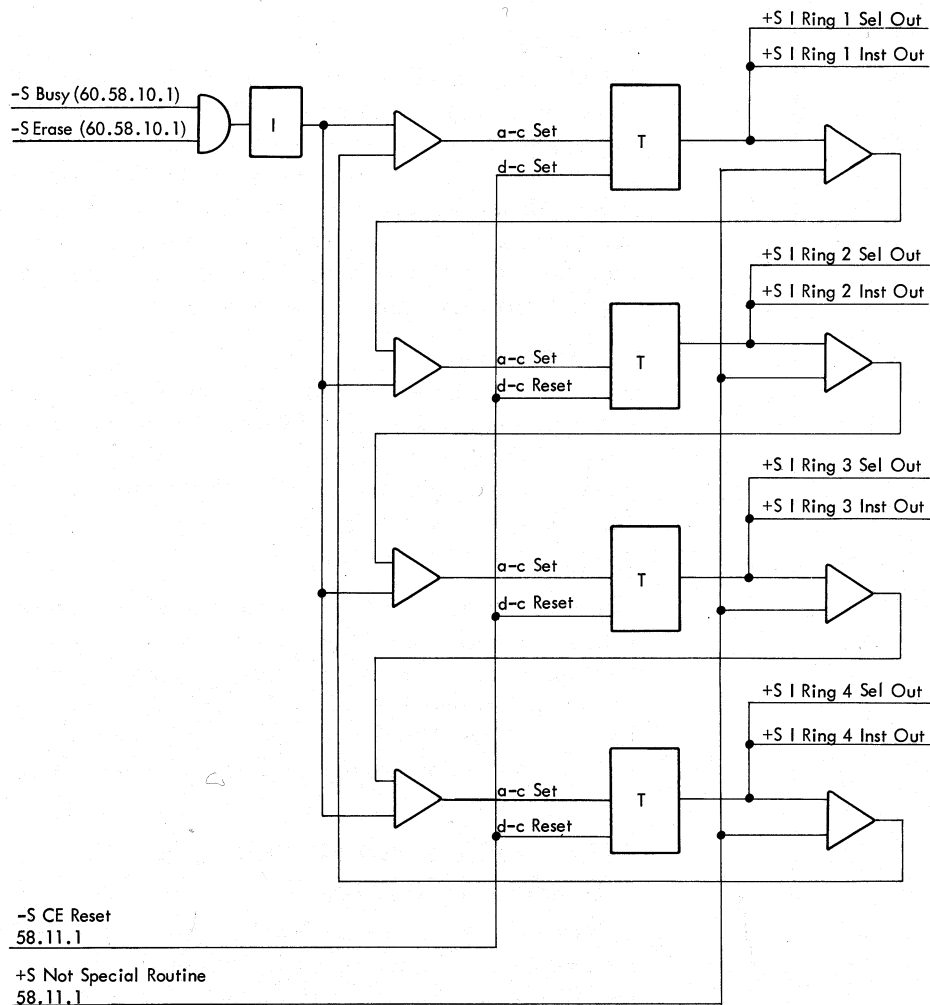 +S I Ring 1 Sel Out
+S I Ring 1 Inst Out
-S Busy (60.58.10.1)
-S Erase (60.58.10.1)
I
a-c Set
T
d-c Set
+S I Ring 2 Sel Out
+S I Ring 2 Inst Out
a-c Set
T
d-c Reset
+S I Ring 3 Sel Out
+S I Ring 3 Inst Out
a-c Set
T
d-c Reset
+S I Ring 4 Sel Out
+S I Ring 4 Inst Out
a-c Set
T
d-c Reset
-S CE Reset
58.11.1
+S Not Special Routine
58.11.1